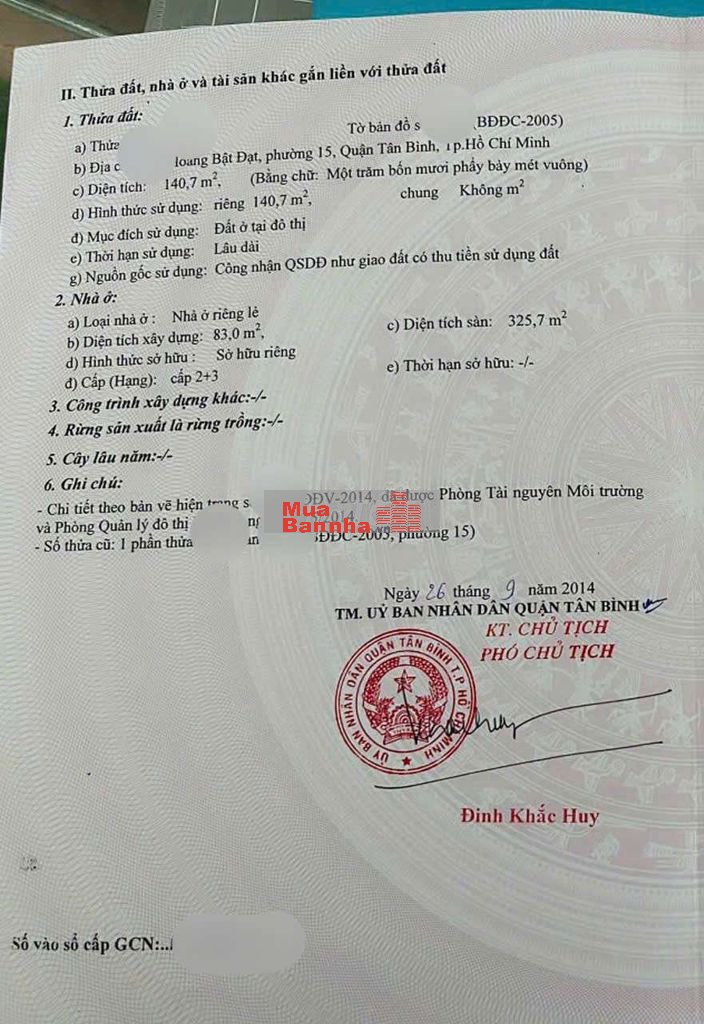 II. Thửa đất, nhà ở và tài sản khác gắn liền với thửa đất
1. Thửa đất:
a) Thửa Tờ bản đồ s BĐĐC-2005)
b) Địa c loang Bật Đạt, phường 15, Quận Tân Bình, Tp.Hồ Chí Minh
c) Diện tích: 140,7 m², (Bằng chữ: Một trăm bốn mươi phẩy bảy mét vuông)
d) Hình thức sử dụng: riêng 140,7 m², chung Không m²
đ) Mục đích sử dụng: Đất ở tại đô thị
e) Thời hạn sử dụng: Lâu dài
g) Nguồn gốc sử dụng: Công nhận QSDĐ như giao đất có thu tiền sử dụng đất
2. Nhà ở:
a) Loại nhà ở : Nhà ở riêng lẻ
b) Diện tích xây dựng: 83,0 m², c) Diện tích sàn: 325,7 m²
d) Hình thức sở hữu : Sở hữu riêng
đ) Cấp (Hạng): cấp 2+3 e) Thời hạn sở hữu: -/-
3. Công trình xây dựng khác:-/-
4. Rừng sản xuất là rừng trồng:-/-
5. Cây lâu năm:-/-
6. Ghi chú:
- Chi tiết theo bản vẽ hiện trạng s ĐĐV-2014, đã được Phòng Tài nguyên Môi trường
và Phòng Quản lý đô thị ng 2014.
- Số thửa cũ: 1 phần thửa BĐĐC-2003, phường 15)
Mua
Bannha
Ngày 26 tháng 9 năm 2014
TM. UỶ BAN NHÂN DÂN QUẬN TÂN BÌNH
KT. CHỦ TỊCH
PHÓ CHỦ TỊCH
ỦY BAN NHÂN DÂN QUẬN TÂN BÌNH T.P HỒ CHÍ MINH
Đinh Khắc Huy
Số vào sổ cấp GCN:..